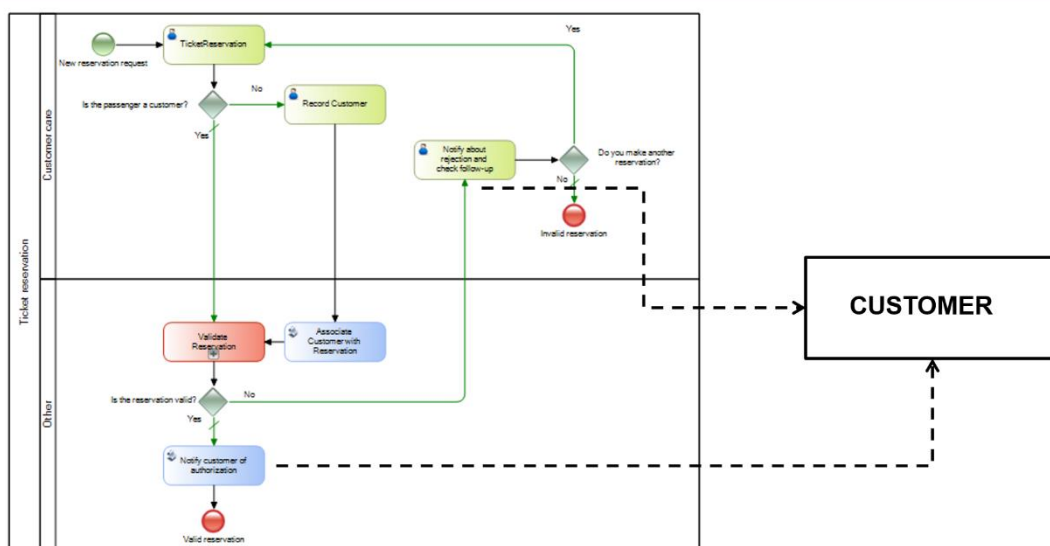 Yes
TicketReservation
New reservation request
Is the passenger a customer?
No
Record Customer
Yes
Notify about
rejection and
check follow-up
Do you make another
reservation?
No
Invalid reservation
Customer care
Ticket reservation
CUSTOMER
Validate
Reservation
Associate
Customer with
Reservation
Is the reservation valid?
No
Yes
Notify customer of
authorization
Valid reservation
Other